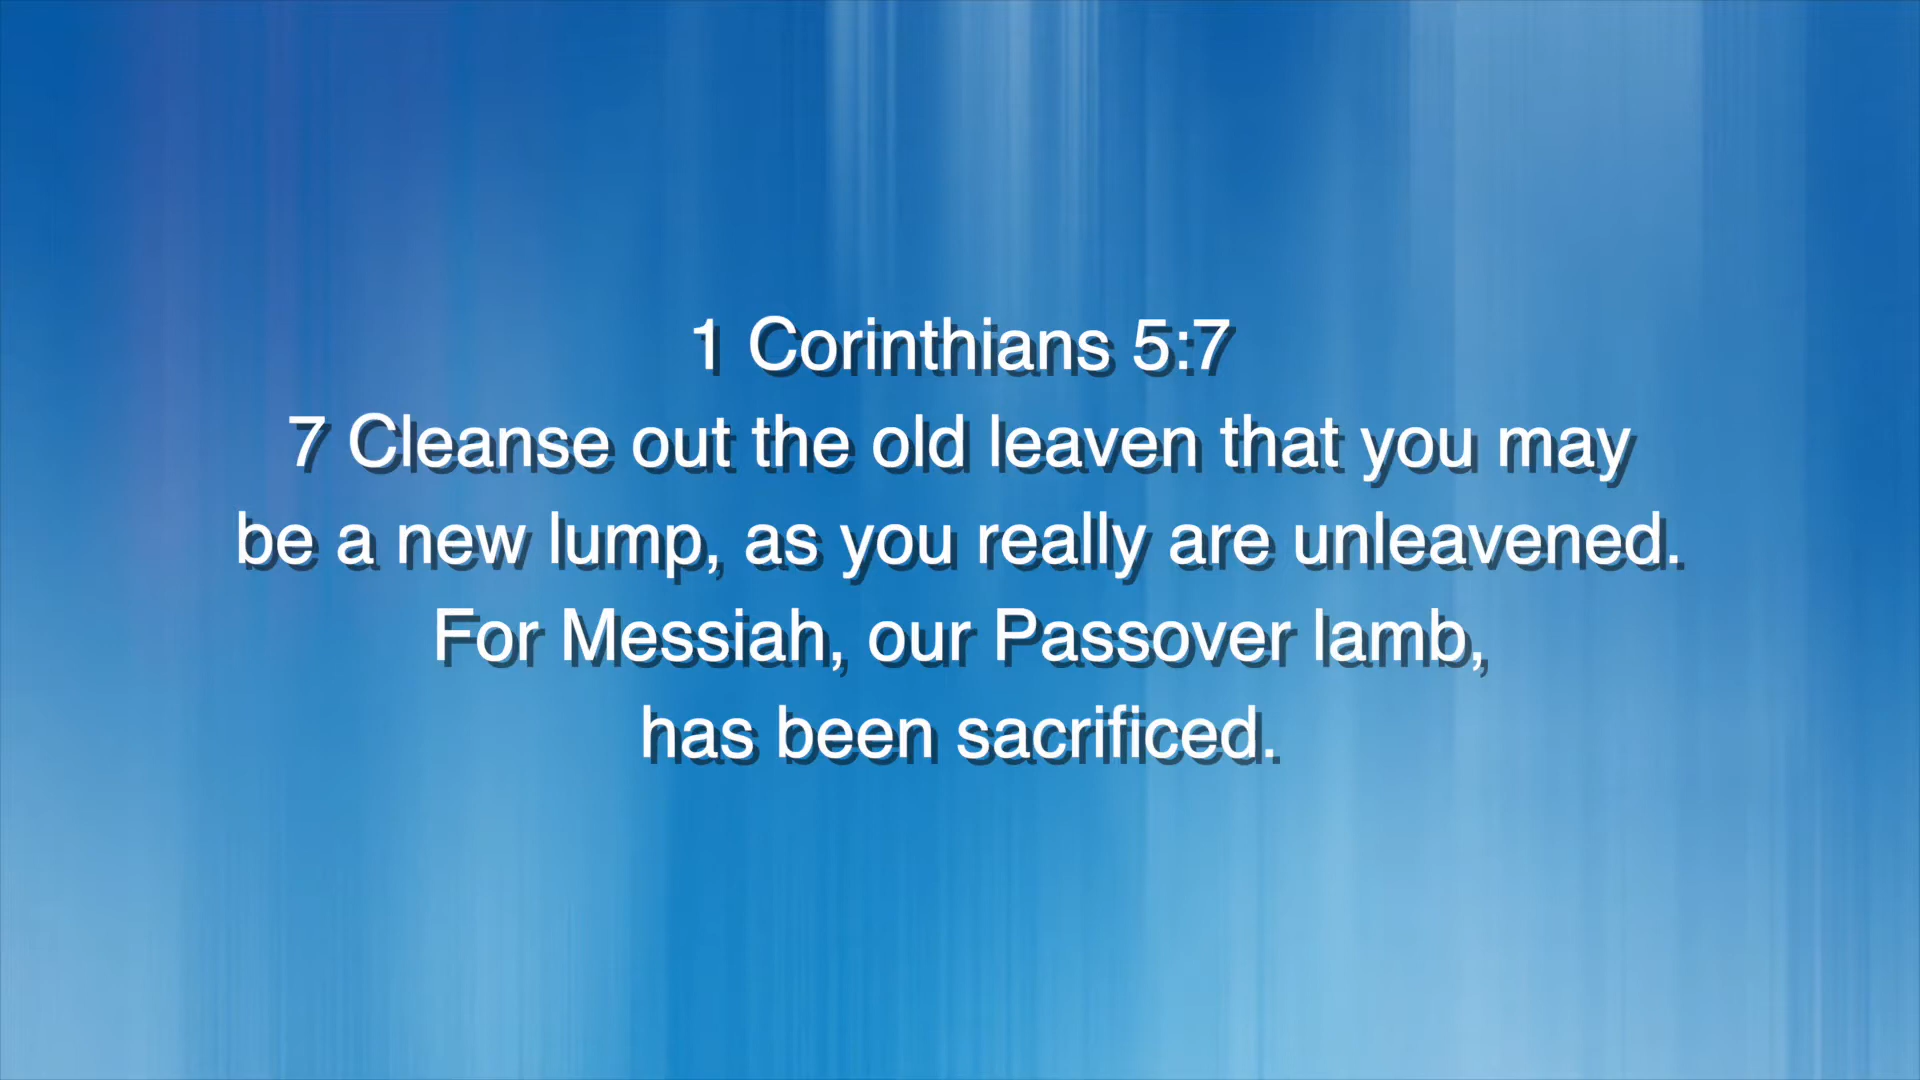 1 Corinthians 5:7
7 Cleanse out the old leaven that you may
be a new lump, as you really are unleavened.
For Messiah, our Passover lamb,
has been sacrificed.